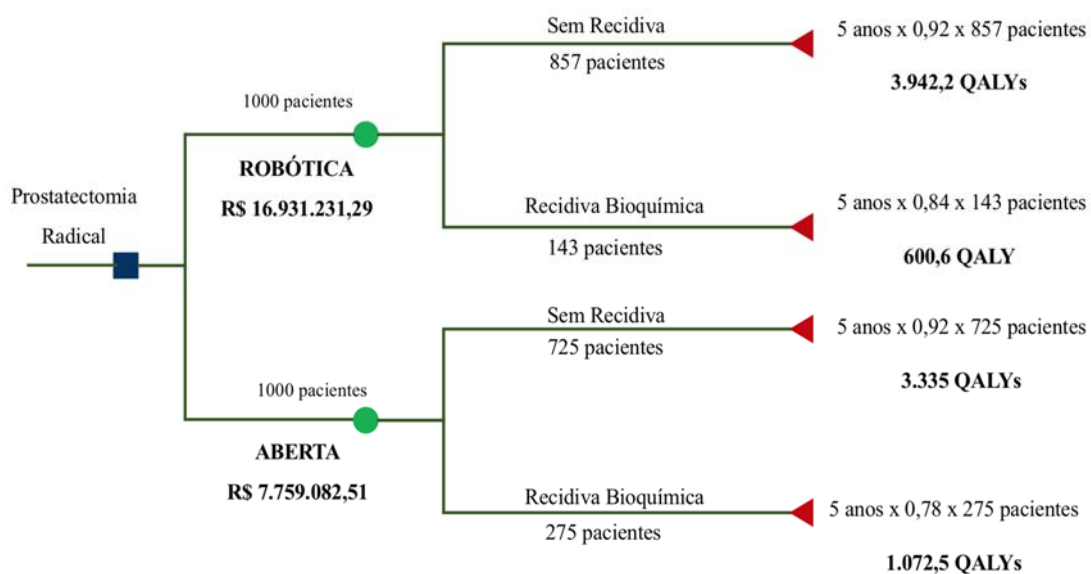 Prostatectomia
Radical
1000 pacientes
ROBÓTICA
R$ 16.931.231,29
Sem Recidiva
857 pacientes
5 anos x 0,92 x 857 pacientes
3.942,2 QALYs
Recidiva Bioquímica
143 pacientes
5 anos x 0,84 x 143 pacientes
600,6 QALY
1000 pacientes
ABERTA
R$ 7.759.082,51
Sem Recidiva
725 pacientes
5 anos x 0,92 x 725 pacientes
3.335 QALYs
Recidiva Bioquímica
275 pacientes
5 anos x 0,78 x 275 pacientes
1.072,5 QALYs